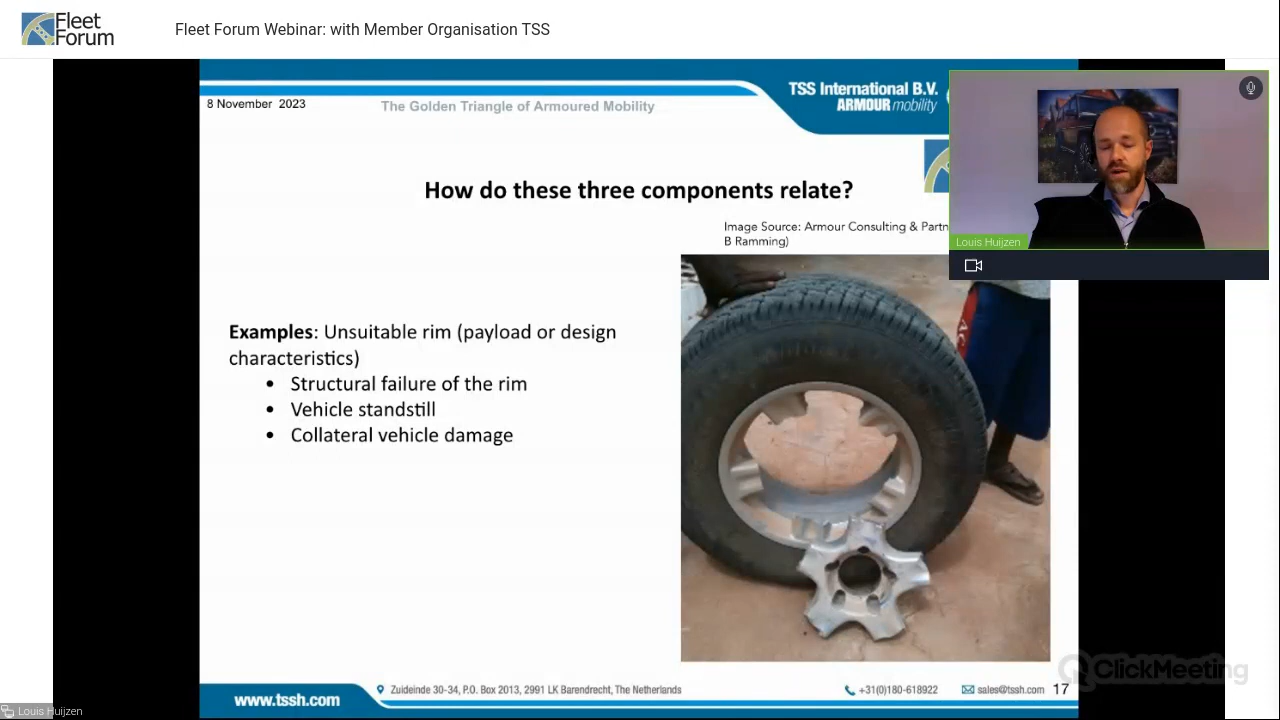 Fleet
Forum
Fleet Forum Webinar: with Member Organisation TSS
8 November 2023
The Golden Triangle of Armoured Mobility
TSS International B.V.
ARMOUR mobility
How do these three components relate?
Image Source: Armour Consulting & Partn
B Ramming)
Louis Huijzen
Examples: Unsuitable rim (payload or design
characteristics)
• Structural failure of the rim
• Vehicle standstill
• Collateral vehicle damage
ClickMeeting
www.tssh.com
Zuideinde 30-34, P.O. Box 2013, 2991 LK Barendrecht, The Netherlands
+31(0)180-618922
sales@tssh.com
17
Louis Huijzen